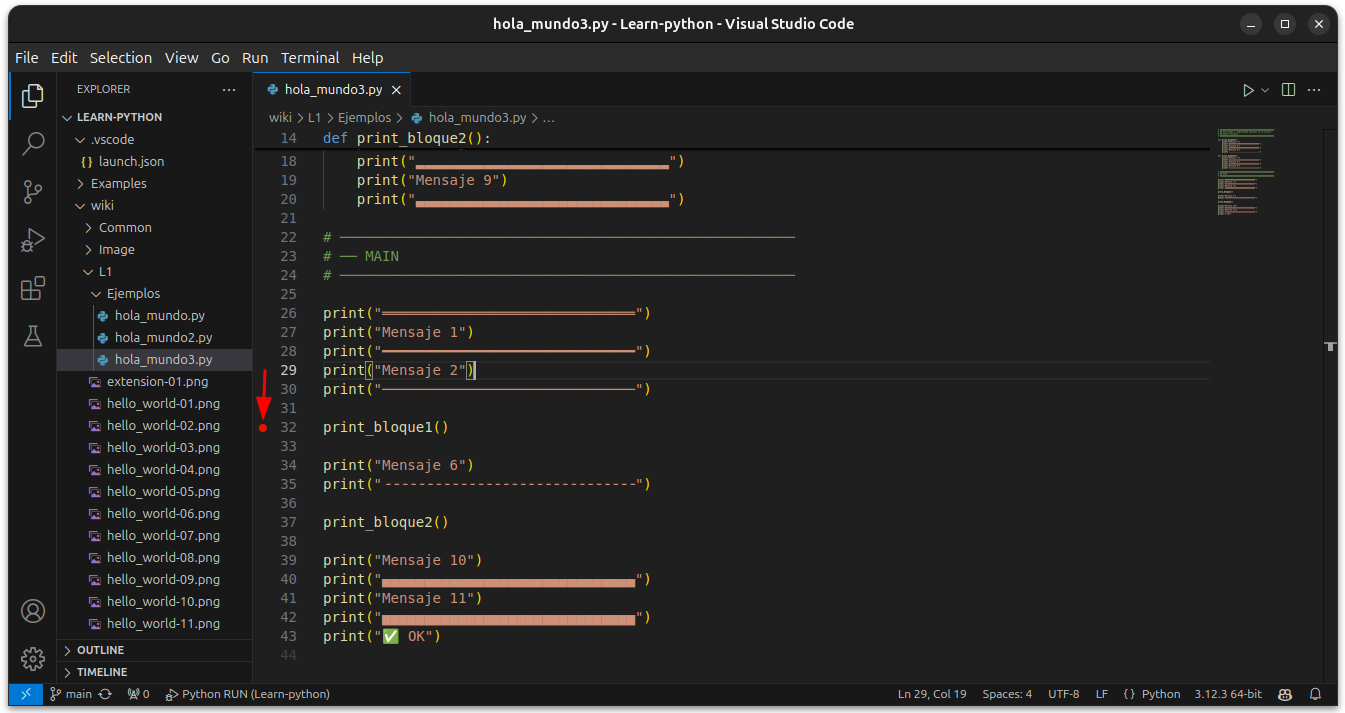 hola_mundo3.py - Learn-python - Visual Studio Code
File Edit Selection View Go Run Terminal Help
EXPLORER
LEARN-PYTHON
.vscode
{} launch.json
Examples
wiki
Common
Image
L1
Ejemplos
hola_mundo.py
hola_mundo2.py
hola_mundo3.py
extension-01.png
hello_world-01.png
hello_world-02.png
hello_world-03.png
hello_world-04.png
hello_world-05.png
hello_world-06.png
hello_world-07.png
hello_world-08.png
hello_world-09.png
hello_world-10.png
hello_world-11.png
OUTLINE
TIMELINE
hola_mundo3.py
wiki > L1 > Ejemplos > hola_mundo3.py > ...
14 def print_bloque2():
18 print("▄▄▄▄▄▄▄▄▄▄▄▄▄▄▄▄▄▄▄▄▄▄▄▄▄▄▄▄▄▄")
19 print("Mensaje 9")
20 print("▄▄▄▄▄▄▄▄▄▄▄▄▄▄▄▄▄▄▄▄▄▄▄▄▄▄▄▄▄▄")
21
22 # ──────────────────────────────────────────────────────
23 # ── MAIN
24 # ──────────────────────────────────────────────────────
25
26 print("══════════════════════════════")
27 print("Mensaje 1")
28 print("━━━━━━━━━━━━━━━━━━━━━━━━━━━━━━")
29 print("Mensaje 2")
30 print("──────────────────────────────")
31
32 print_bloque1()
33
34 print("Mensaje 6")
35 print("------------------------------")
36
37 print_bloque2()
38
39 print("Mensaje 10")
40 print("▄▄▄▄▄▄▄▄▄▄▄▄▄▄▄▄▄▄▄▄▄▄▄▄▄▄▄▄▄▄")
41 print("Mensaje 11")
42 print("▄▄▄▄▄▄▄▄▄▄▄▄▄▄▄▄▄▄▄▄▄▄▄▄▄▄▄▄▄▄")
43 print("✅ OK")
44
main 0 Python RUN (Learn-python) Ln 29, Col 19 Spaces: 4 UTF-8 LF {} Python 3.12.3 64-bit